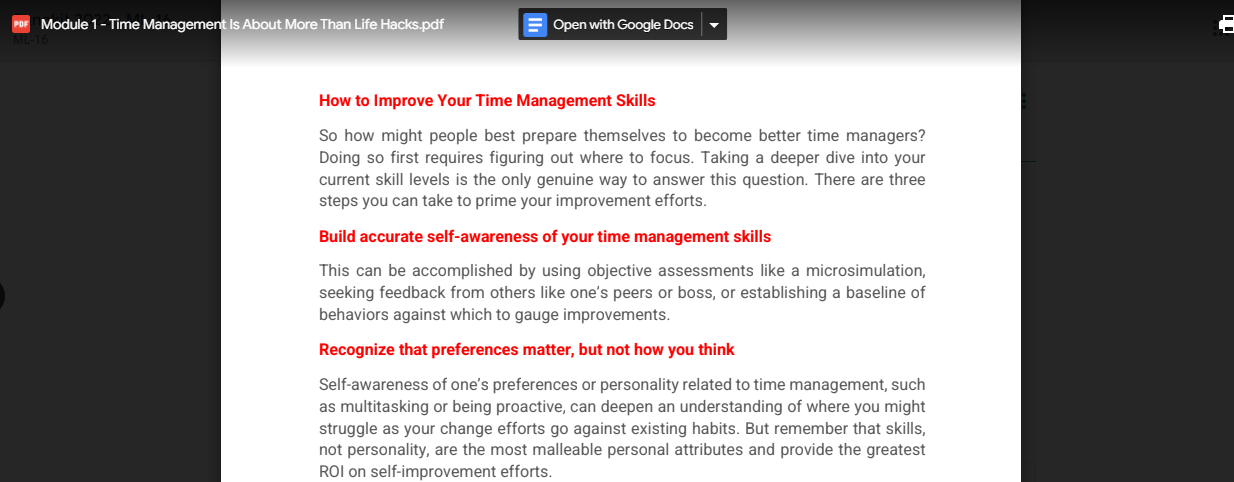 PDF Module 1 - Time Management Is About More Than Life Hacks.pdf Open with Google Docs
ML-16
How to Improve Your Time Management Skills
So how might people best prepare themselves to become better time managers?
Doing so first requires figuring out where to focus. Taking a deeper dive into your
current skill levels is the only genuine way to answer this question. There are three
steps you can take to prime your improvement efforts.
Build accurate self-awareness of your time management skills
This can be accomplished by using objective assessments like a microsimulation,
seeking feedback from others like one's peers or boss, or establishing a baseline of
behaviors against which to gauge improvements.
Recognize that preferences matter, but not how you think
Self-awareness of one's preferences or personality related to time management, such
as multitasking or being proactive, can deepen an understanding of where you might
struggle as your change efforts go against existing habits. But remember that skills,
not personality, are the most malleable personal attributes and provide the greatest
ROI on self-improvement efforts.